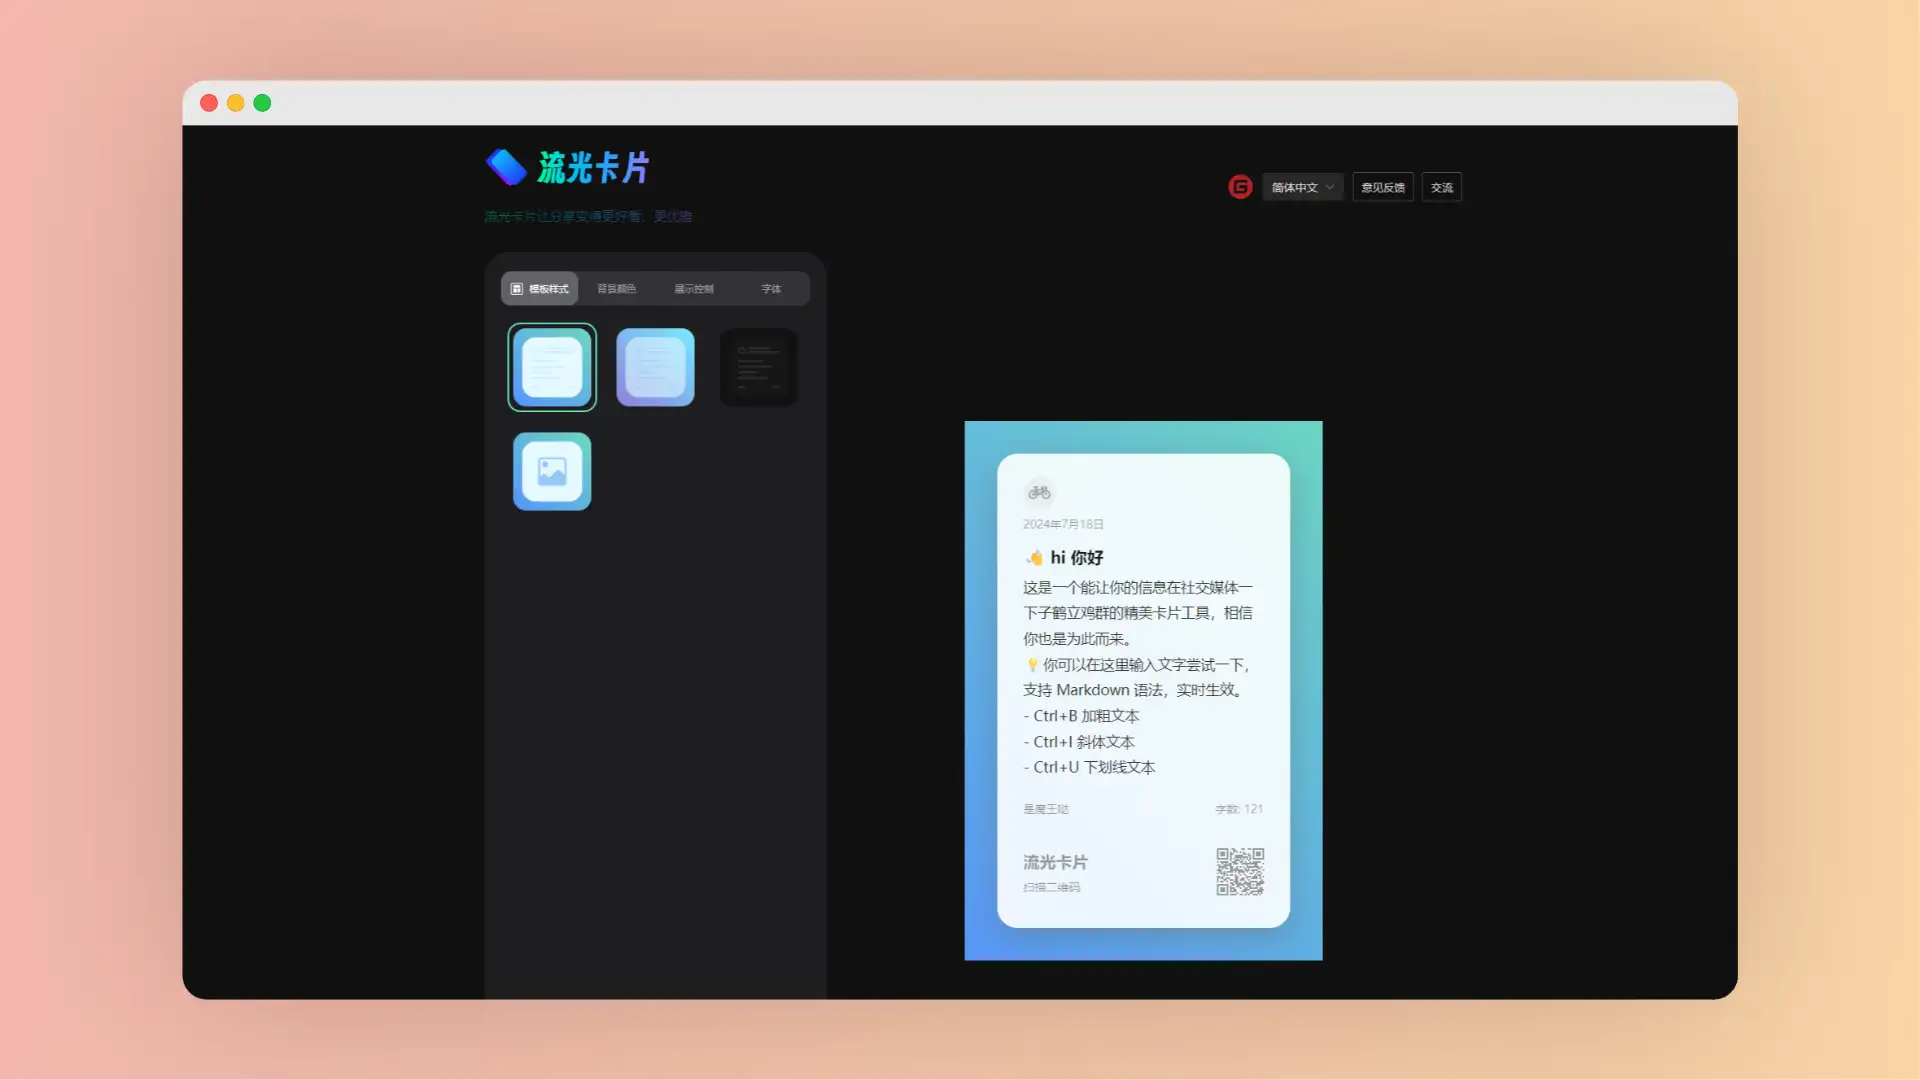 流光卡片
流光卡片让分享变得更好看、更优雅
简体中文
意见反馈
交流
模板样式
背景颜色
展示控制
字体
2024年7月18日
👋 hi 你好
这是一个能让你的信息在社交媒体一
下子鹤立鸡群的精美卡片工具，相信
你也是为此而来。
💡你可以在这里输入文字尝试一下，
支持 Markdown 语法，实时生效。
- Ctrl+B 加粗文本
- Ctrl+I 斜体文本
- Ctrl+U 下划线文本
是魔王哒
字数: 121
流光卡片
扫描二维码